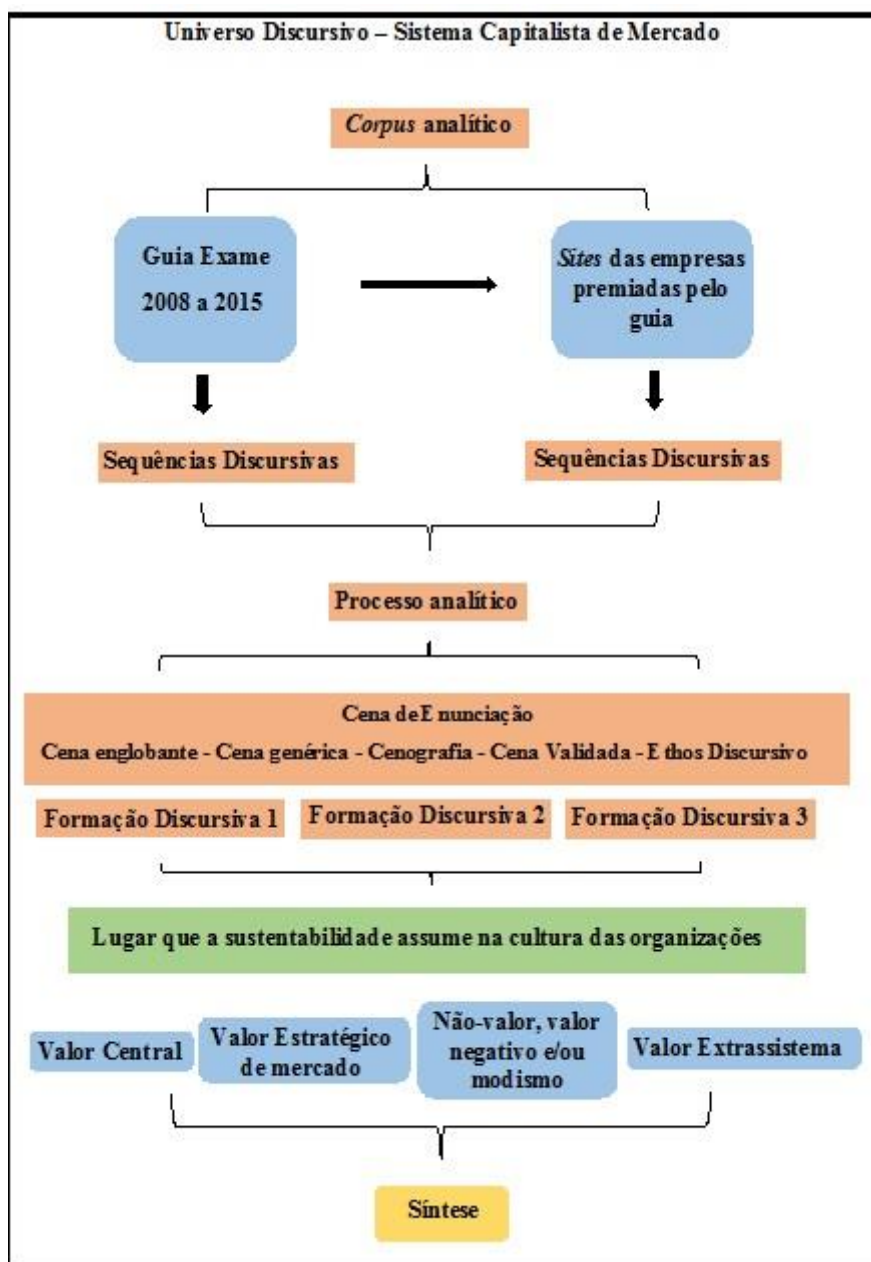 Universo Discursivo – Sistema Capitalista de Mercado
Corpus analítico
Guia Exame
2008 a 2015
Sites das empresas
premiadas pelo
guia
Sequências Discursivas
Sequências Discursivas
Processo analítico
Cena de Enunciação
Cena englobante - Cena genérica - Cenografia - Cena Validada - Ethos Discursivo
Formação Discursiva 1
Formação Discursiva 2
Formação Discursiva 3
Lugar que a sustentabilidade assume na cultura das organizações
Valor Central
Valor Estratégico
de mercado
Não-valor, valor
negativo e/ou
modismo
Valor Extrassistema
Síntese